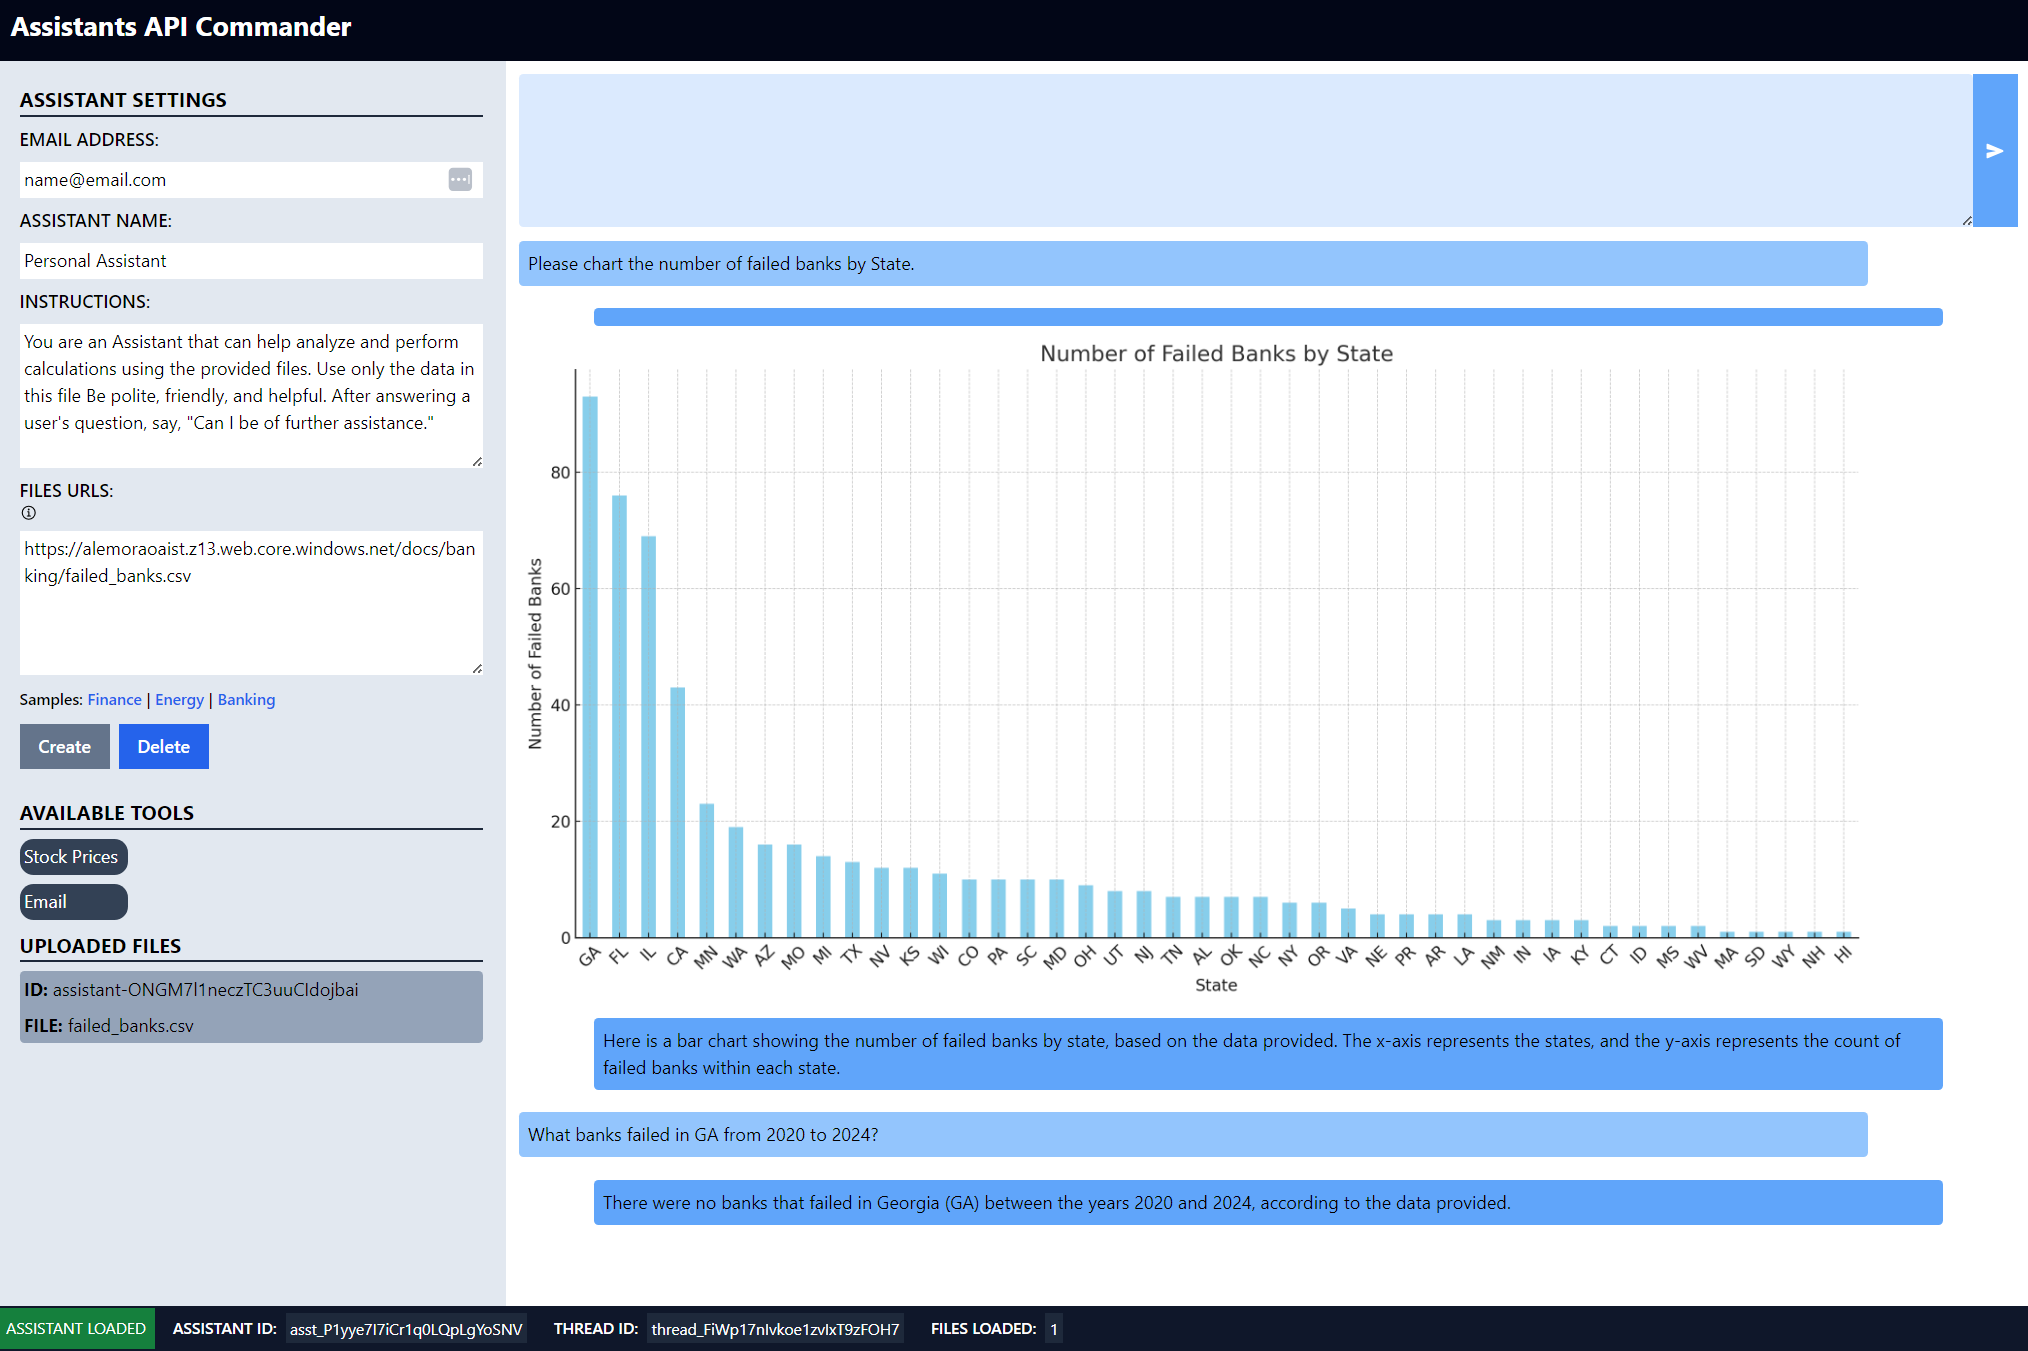 Assistants API Commander
ASSISTANT SETTINGS
EMAIL ADDRESS:
name@email.com
ASSISTANT NAME:
Personal Assistant
INSTRUCTIONS:
You are an Assistant that can help analyze and perform
calculations using the provided files. Use only the data in
this file Be polite, friendly, and helpful. After answering a
user's question, say, "Can I be of further assistance."
FILES URLS:
https://alemoraoaist.z13.web.core.windows.net/docs/ban
king/failed_banks.csv
Samples: Finance | Energy | Banking
Create Delete
AVAILABLE TOOLS
Stock Prices
Email
UPLOADED FILES
ID: assistant-ONGM7l1neczTC3uuCIdojbai
FILE: failed_banks.csv
Please chart the number of failed banks by State.
Number of Failed Banks by State
Number of Failed Banks
80
60
40
20
0
GA FL IL CA MN WA AZ MO MI TX NV KS WI CO PA SC MD OH UT NJ TN AL OK NC NY OR VA NE PR AR LA NM IN IA KY CT ID MS WV MA SD WY NH HI
State
Here is a bar chart showing the number of failed banks by state, based on the data provided. The x-axis represents the states, and the y-axis represents the count of
failed banks within each state.
What banks failed in GA from 2020 to 2024?
There were no banks that failed in Georgia (GA) between the years 2020 and 2024, according to the data provided.
ASSISTANT LOADED ASSISTANT ID: asst_P1yye7I7iCr1q0LQpLgYoSNV THREAD ID: thread_FiWp17nIvkoe1zvIxT9zFOH7 FILES LOADED: 1